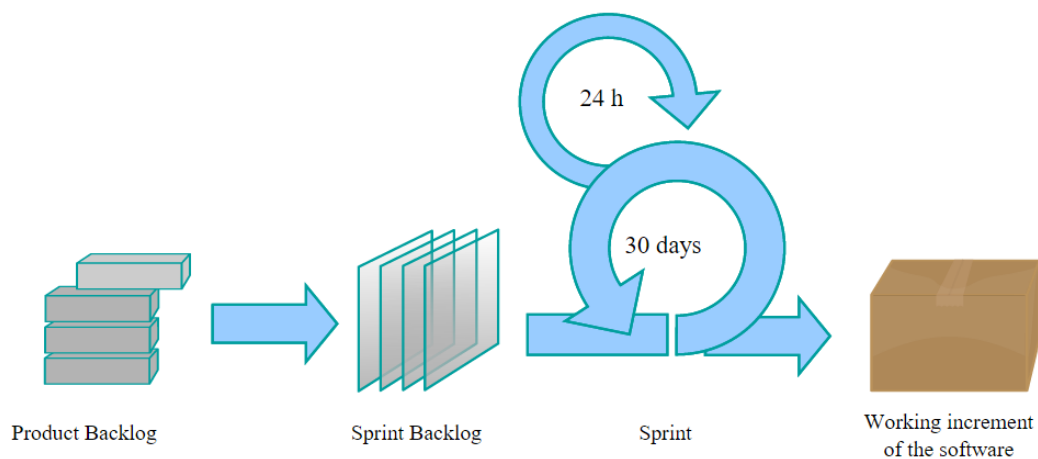 24 h
30 days
Product Backlog
Sprint Backlog
Sprint
Working increment
of the software